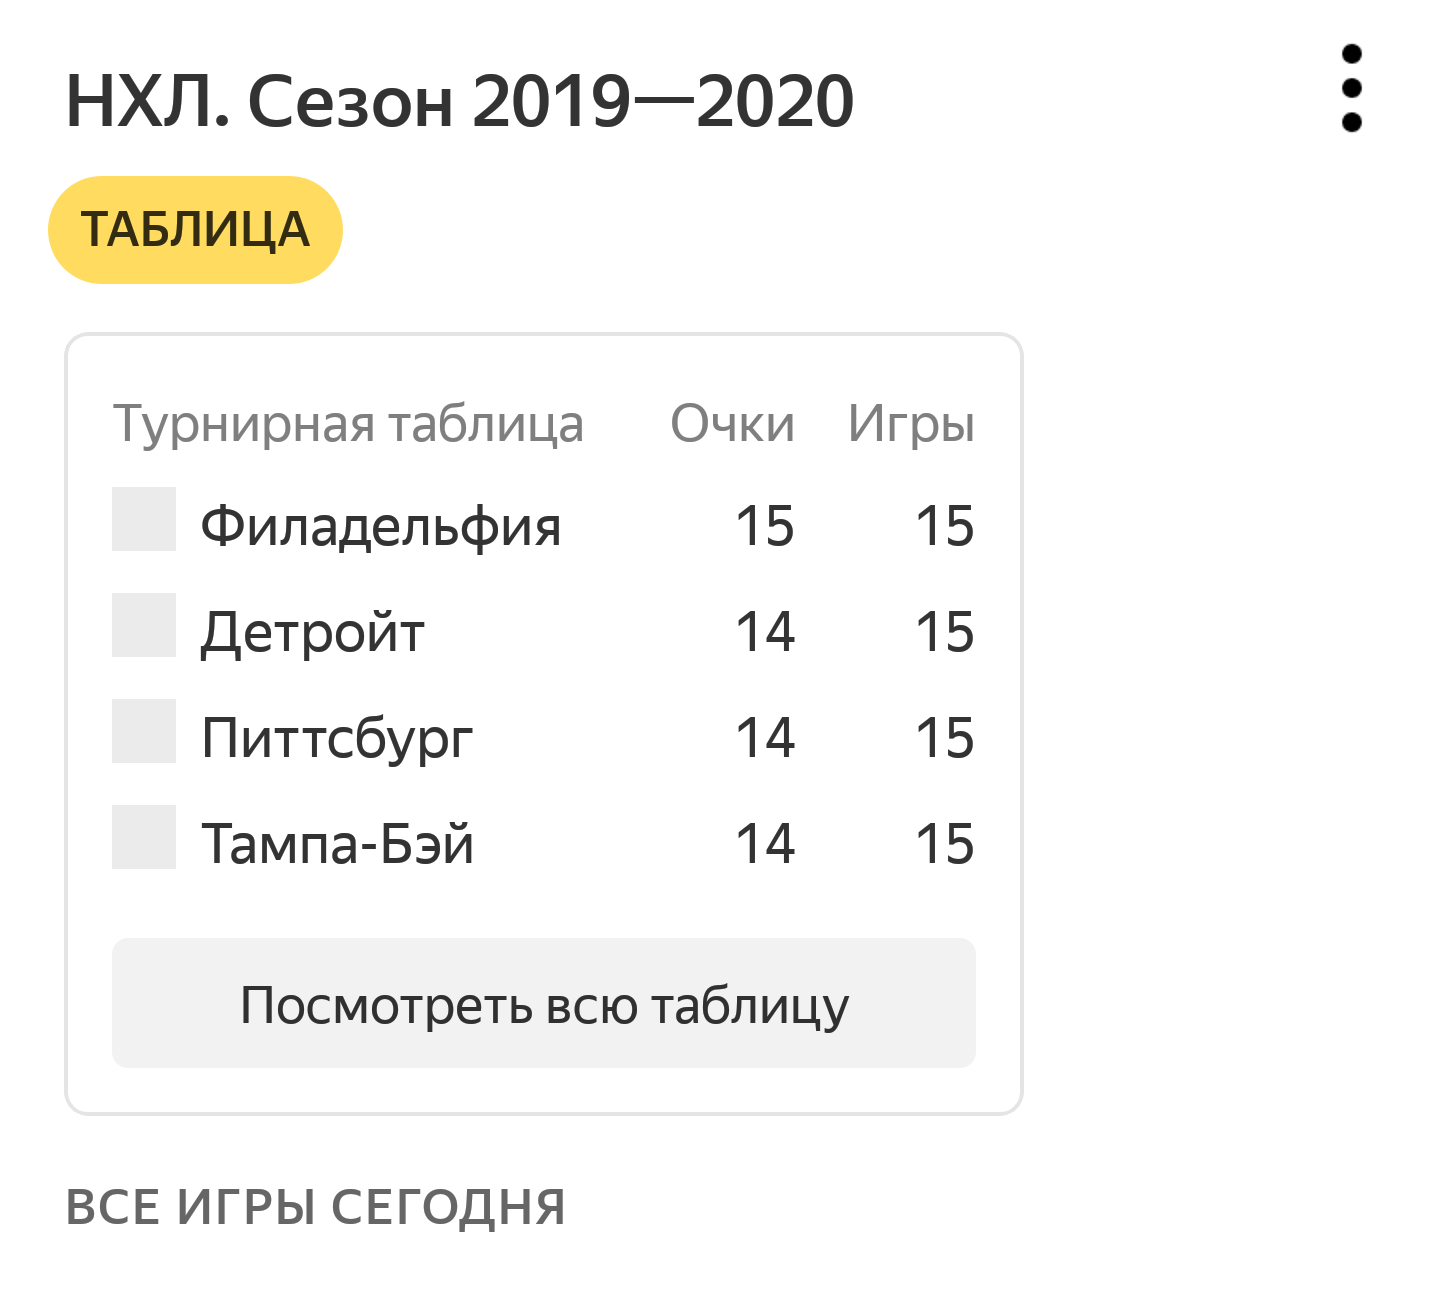 НХЛ. Сезон 2019—2020
ТАБЛИЦА
Турнирная таблица Очки Игры
Филадельфия 15 15
Детройт 14 15
Питтсбург 14 15
Тампа-Бэй 14 15
Посмотреть всю таблицу
ВСЕ ИГРЫ СЕГОДНЯ